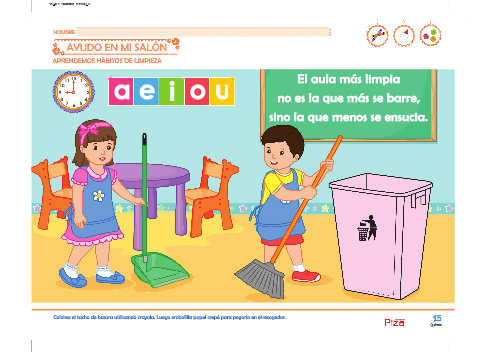 NOMBRE:
AYUDO EN MI SALÓN
APRENDEMOS HÁBITOS DE LIMPIEZA
a e i o u
El aula más limpia
no es la que más se barre,
sino la que menos se ensucia.
Colorea el tacho de basura utilizando crayola. Luego embolilla papel crepé para pegarlo en el recogedor.
Piza
15